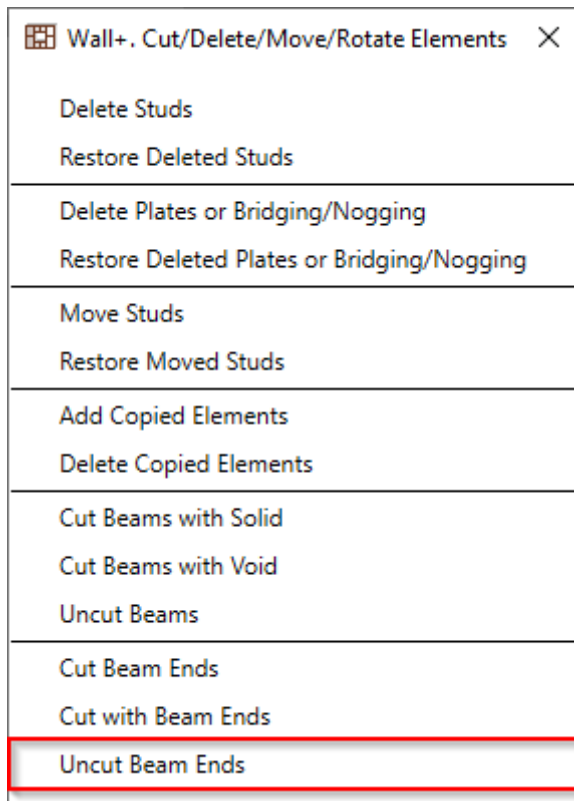 Wall+. Cut/Delete/Move/Rotate Elements
Delete Studs
Restore Deleted Studs
Delete Plates or Bridging/Nogging
Restore Deleted Plates or Bridging/Nogging
Move Studs
Restore Moved Studs
Add Copied Elements
Delete Copied Elements
Cut Beams with Solid
Cut Beams with Void
Uncut Beams
Cut Beam Ends
Cut with Beam Ends
Uncut Beam Ends